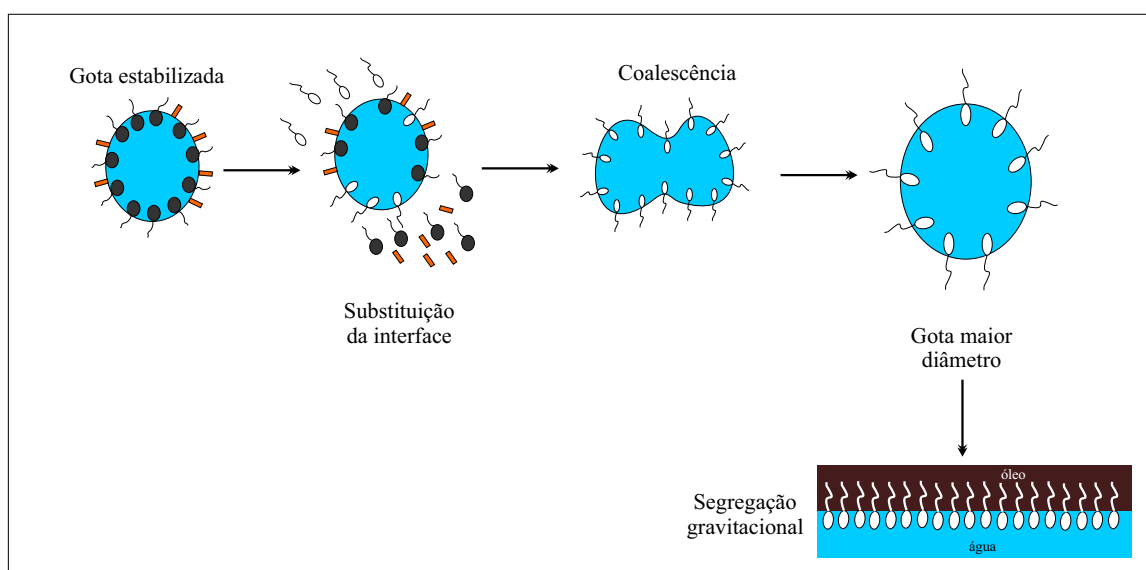 Gota estabilizada
Substituição
da interface
Coalescência
Gota maior
diâmetro
Segregação
gravitacional
óleo
água